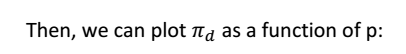 Then, we can plot π_d as a function of p: